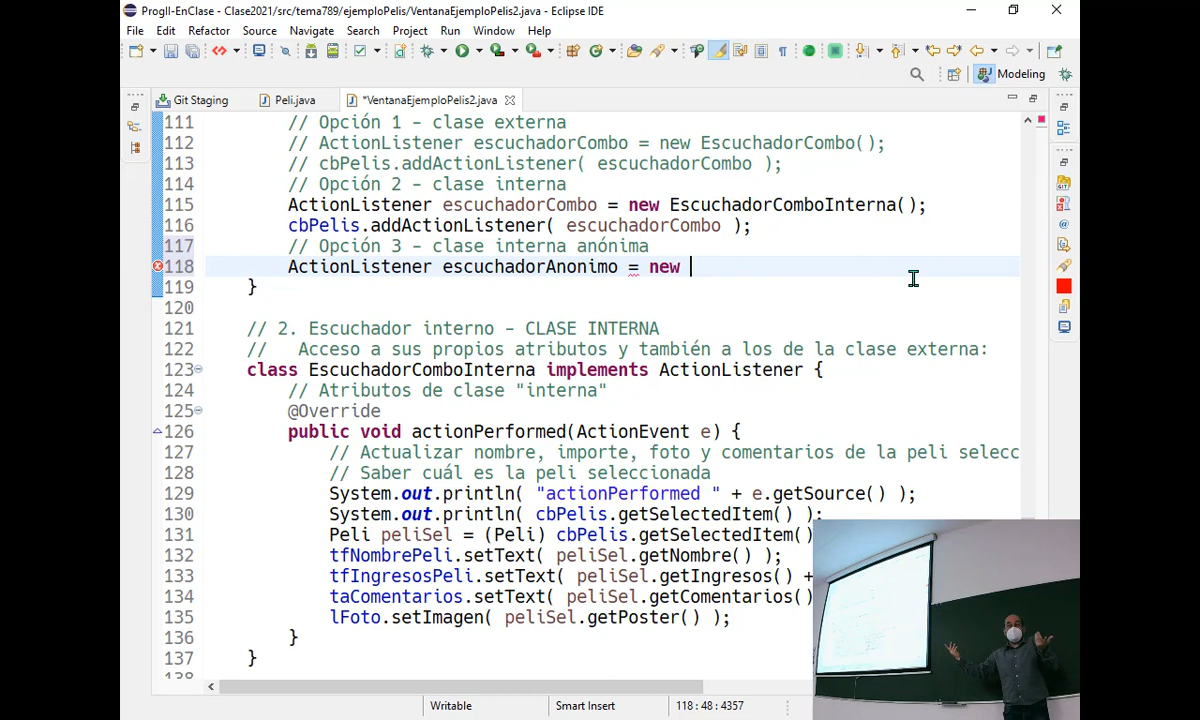 ProgII-EnClase - Clase2021/src/tema789/ejemploPelis/VentanaEjemploPelis2.java - Eclipse IDE
File Edit Refactor Source Navigate Search Project Run Window Help
Modeling
Git Staging Peli.java *VentanaEjemploPelis2.java
111 // Opción 1 - clase externa
112 // ActionListener escuchadorCombo = new EscuchadorCombo();
113 // cbPelis.addActionListener( escuchadorCombo );
114 // Opción 2 - clase interna
115 ActionListener escuchadorCombo = new EscuchadorComboInterna();
116 cbPelis.addActionListener( escuchadorCombo );
117 // Opción 3 - clase interna anónima
118 ActionListener escuchadorAnonimo = new
119 }
120
121 // 2. Escuchador interno - CLASE INTERNA
122 // Acceso a sus propios atributos y también a los de la clase externa:
123 class EscuchadorComboInterna implements ActionListener {
124 // Atributos de clase "interna"
125 @Override
126 public void actionPerformed(ActionEvent e) {
127 // Actualizar nombre, importe, foto y comentarios de la peli selecc
128 // Saber cuál es la peli seleccionada
129 System.out.println( "actionPerformed " + e.getSource() );
130 System.out.println( cbPelis.getSelectedItem() );
131 Peli peliSel = (Peli) cbPelis.getSelectedItem()
132 tfNombrePeli.setText( peliSel.getNombre() );
133 tfIngresosPeli.setText( peliSel.getIngresos() +
134 taComentarios.setText( peliSel.getComentarios()
135 lFoto.setImagen( peliSel.getPoster() );
136 }
137 }
138
Writable Smart Insert 118 : 48 : 4357